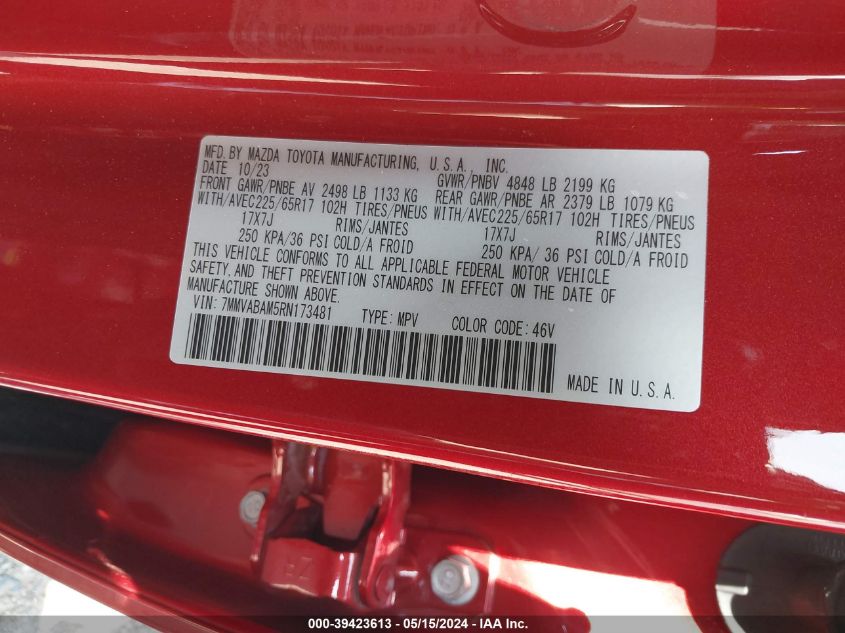 MFD. BY MAZDA TOYOTA MANUFACTURING, U.S.A., INC.
DATE 10/23 GVWR/PNBV 4848 LB 2199 KG
FRONT GAWR/PNBE AV 2498 LB 1133 KG REAR GAWR/PNBE AR 2379 LB 1079 KG
WITH/AVEC225/65R17 102H TIRES/PNEUS WITH/AVEC225/65R17 102H TIRES/PNEUS
17X7J RIMS/JANTES 17X7J RIMS/JANTES
250 KPA/36 PSI COLD/A FROID 250 KPA/ 36 PSI COLD/A FROID
THIS VEHICLE CONFORMS TO ALL APPLICABLE FEDERAL MOTOR VEHICLE
SAFETY, AND THEFT PREVENTION STANDARDS IN EFFECT ON THE DATE OF
MANUFACTURE SHOWN ABOVE.
VIN: 7MMVABAM5RN173481 TYPE: MPV COLOR CODE: 46V
MADE IN U.S.A.
BZ
000-39423613 - 05/15/2024 - IAA Inc.